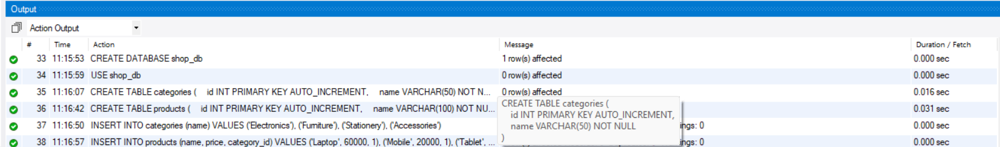 Output
Action Output
# Time Action Message Duration / Fetch
33 11:15:53 CREATE DATABASE shop_db 1 row(s) affected 0.000 sec
34 11:15:59 USE shop_db 0 row(s) affected 0.000 sec
35 11:16:07 CREATE TABLE categories ( id INT PRIMARY KEY AUTO_INCREMENT, name VARCHAR(50) NOT N... 0 row(s) affected 0.016 sec
36 11:16:42 CREATE TABLE products ( id INT PRIMARY KEY AUTO_INCREMENT, name VARCHAR(100) NOT NU... 0.031 sec
37 11:16:50 INSERT INTO categories (name) VALUES ('Electronics'), ('Furniture'), ('Stationery'), ('Accessories') ings: 0 0.000 sec
38 11:16:57 INSERT INTO products (name, price, category_id) VALUES ('Laptop', 60000, 1), ('Mobile', 20000, 1), ('Tablet', ... ings: 0 0.000 sec
CREATE TABLE categories (
id INT PRIMARY KEY AUTO_INCREMENT,
name VARCHAR(50) NOT NULL
)